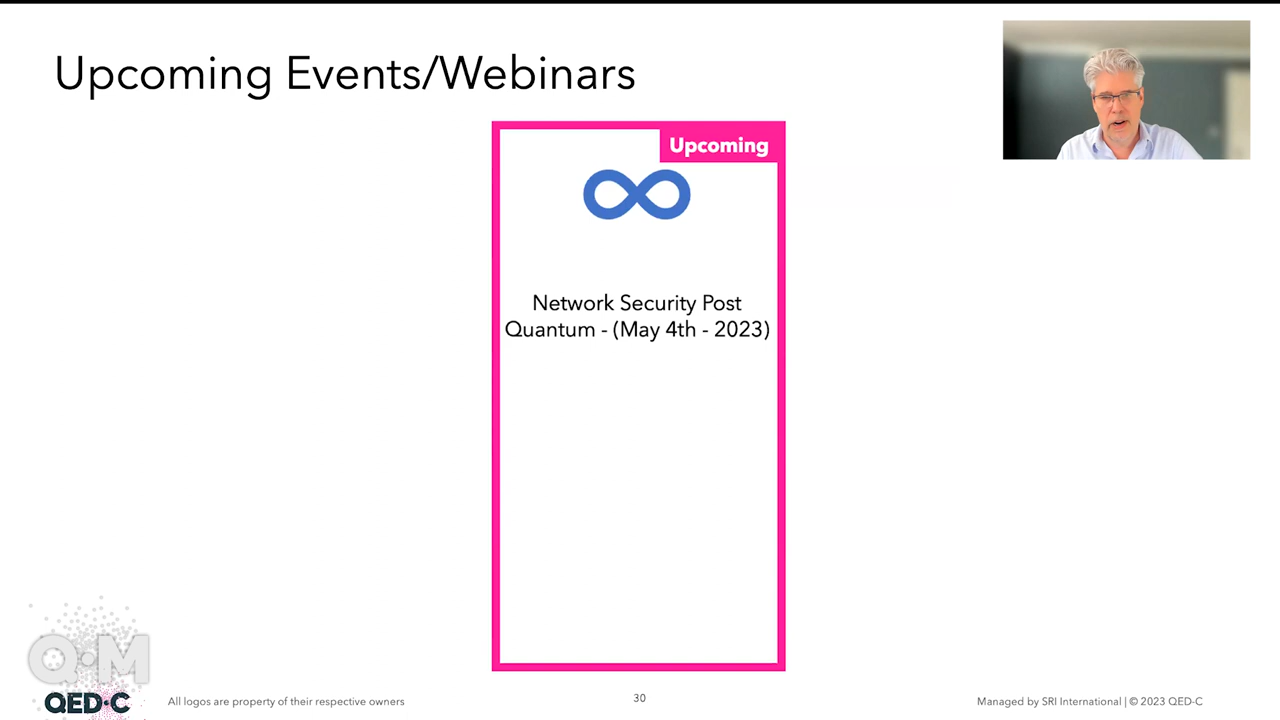 Upcoming Events/Webinars
Upcoming
Network Security Post
Quantum - (May 4th - 2023)
Q·M
QED·C
All logos are property of their respective owners
30
Managed by SRI International | © 2023 QED-C